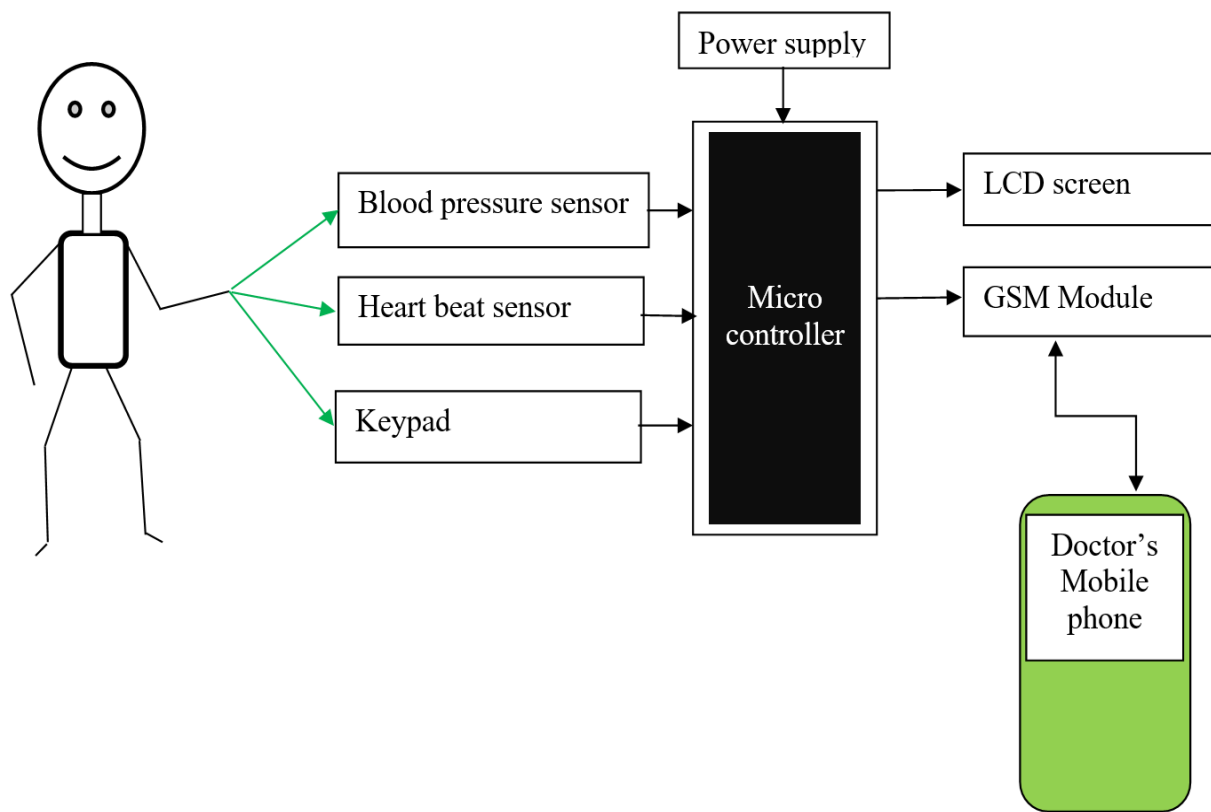 Power supply
Blood pressure sensor
LCD screen
Heart beat sensor
Micro
controller
GSM Module
Keypad
Doctor’s
Mobile
phone